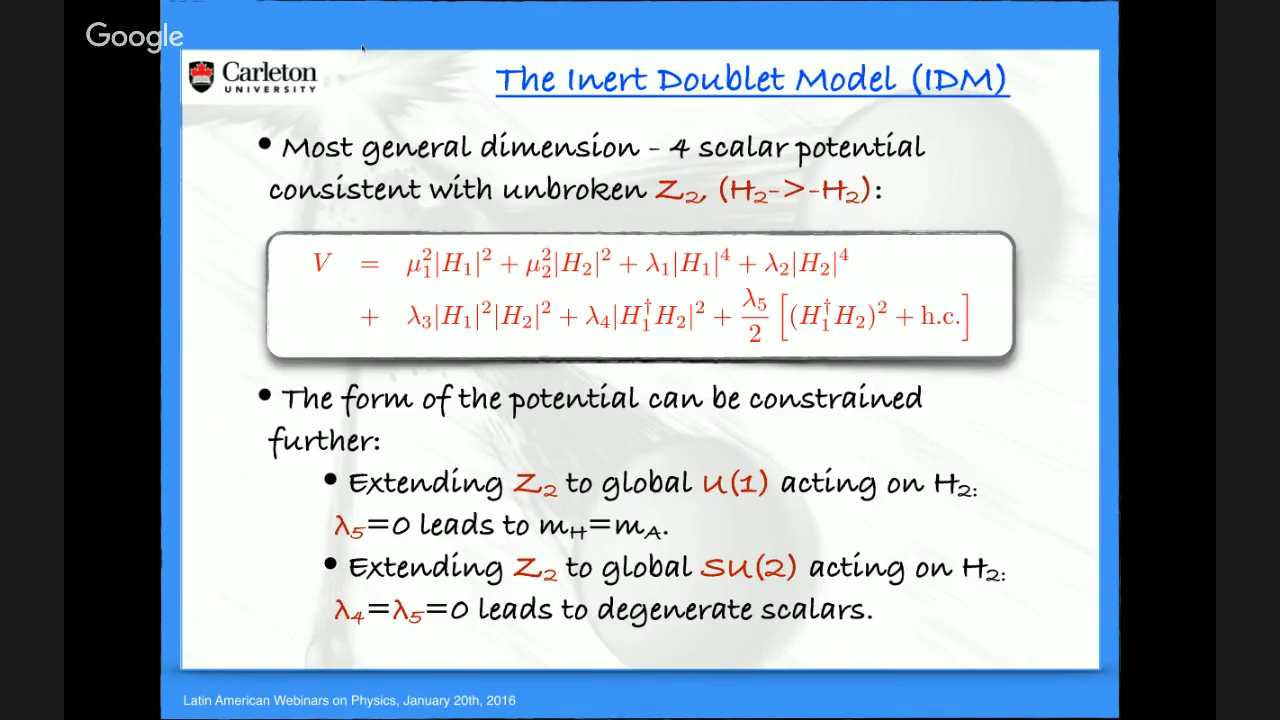 Google
Carleton
UNIVERSITY
The Inert Doublet Model (IDM)
• Most general dimension - 4 scalar potential
consistent with unbroken Z₂, (H₂->-H₂):
V = μ₁²|H₁|² + μ₂²|H₂|² + λ₁|H₁|⁴ + λ₂|H₂|⁴
+ λ₃|H₁|²|H₂|² + λ₄|H₁†H₂|² + λ₅/2 [(H₁†H₂)² + h.c.]
• The form of the potential can be constrained
further:
• Extending Z₂ to global U(1) acting on H₂:
λ₅=0 leads to mH=mA.
• Extending Z₂ to global SU(2) acting on H₂:
λ₄=λ₅=0 leads to degenerate scalars.
Latin American Webinars on Physics, January 20th, 2016